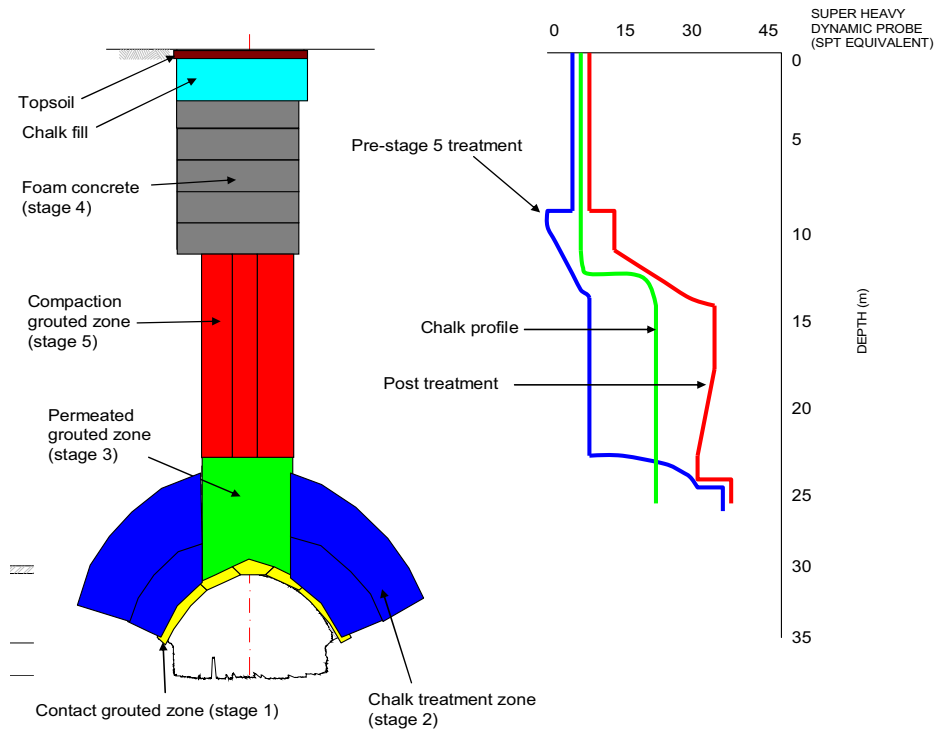 SUPER HEAVY
DYNAMIC PROBE
(SPT EQUIVALENT)
0 15 30 45
0
5
10
15
20
25
30
35
DEPTH (m)
Topsoil
Chalk fill
Foam concrete
(stage 4)
Compaction
grouted zone
(stage 5)
Permeated
grouted zone
(stage 3)
Contact grouted zone (stage 1)
Chalk treatment zone
(stage 2)
Pre-stage 5 treatment
Chalk profile
Post treatment